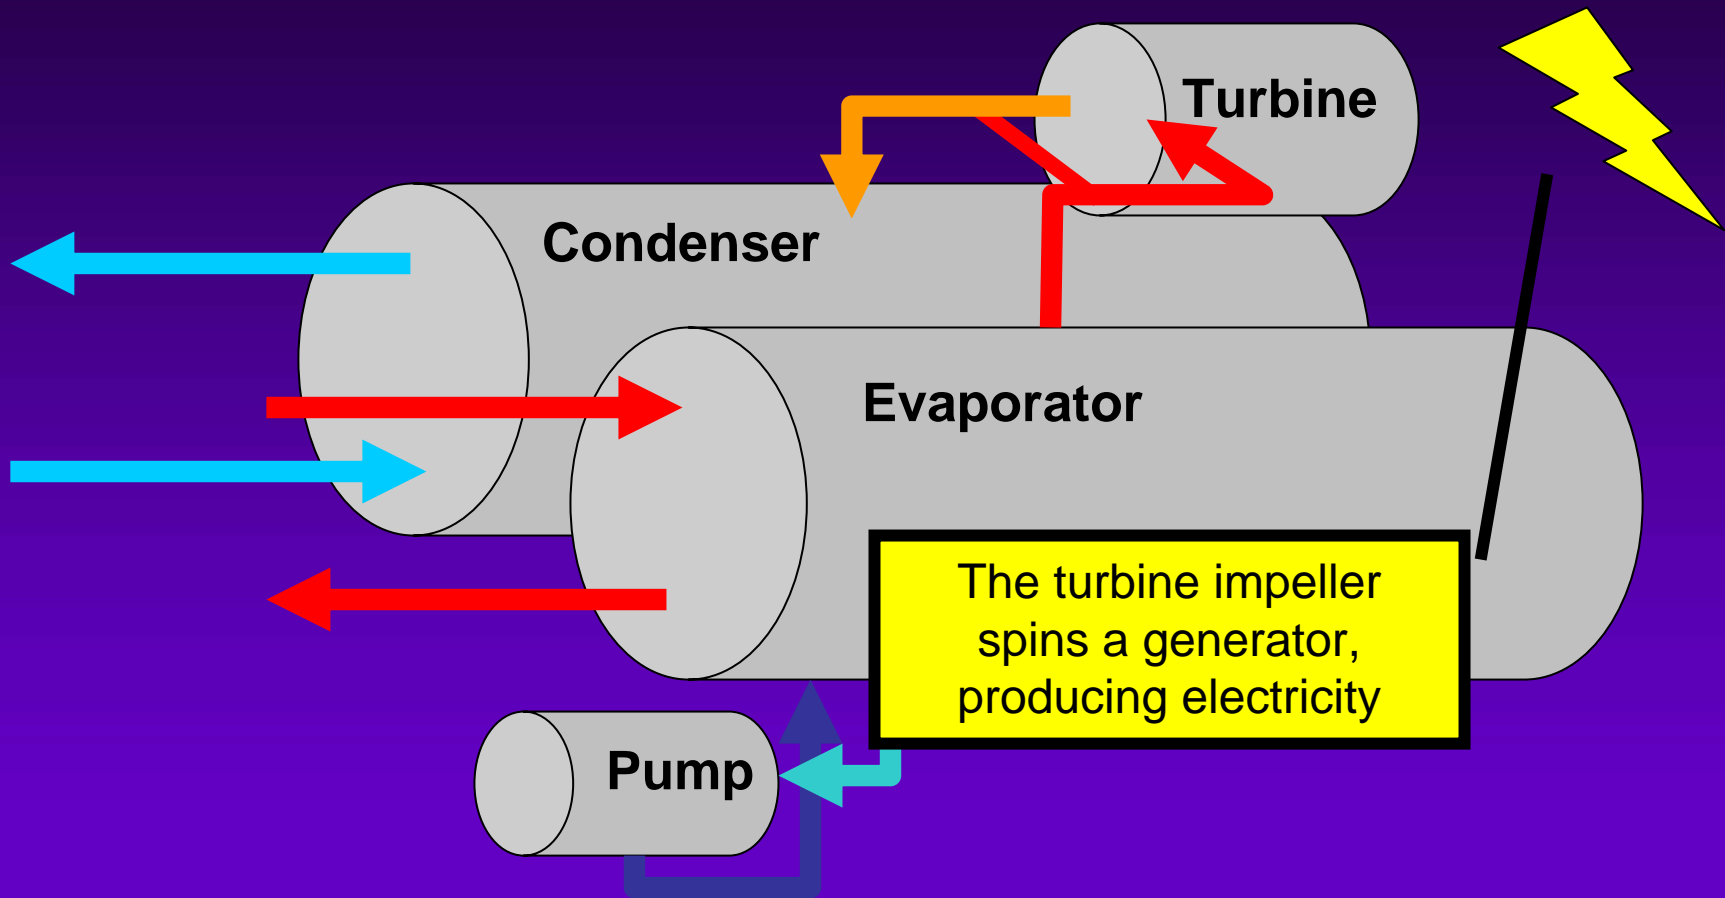 Turbine
Condenser
Evaporator
The turbine impeller
spins a generator,
producing electricity
Pump